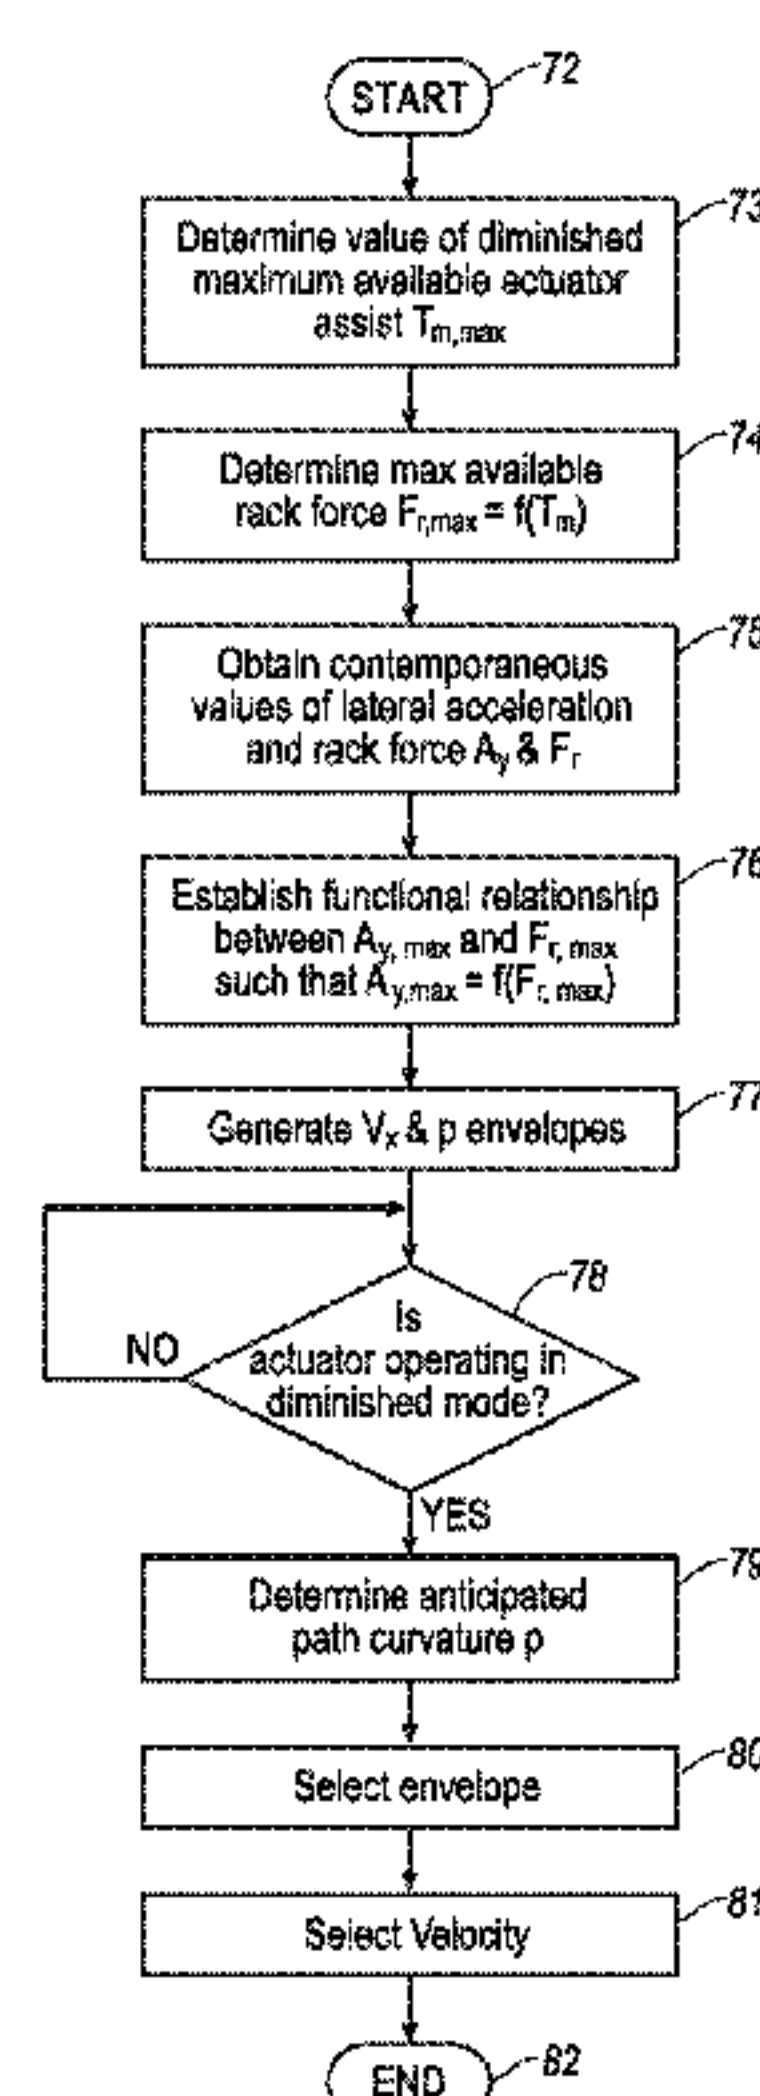 START
72
73
Determine value of diminished
maximum available actuator
assist Tm,max
74
Determine max available
rack force Fr,max = f(Tm)
75
Obtain contemporaneous
values of lateral acceleration
and rack force Ay & Fr
76
Establish functional relationship
between Ay, max and Fr, max
such that Ay,max = f(Fr, max)
77
Generate Vx & p envelopes
78
Is
actuator operating in
diminished mode?
NO
YES
79
Determine anticipated
path curvature p
80
Select envelope
81
Select Velocity
82
END